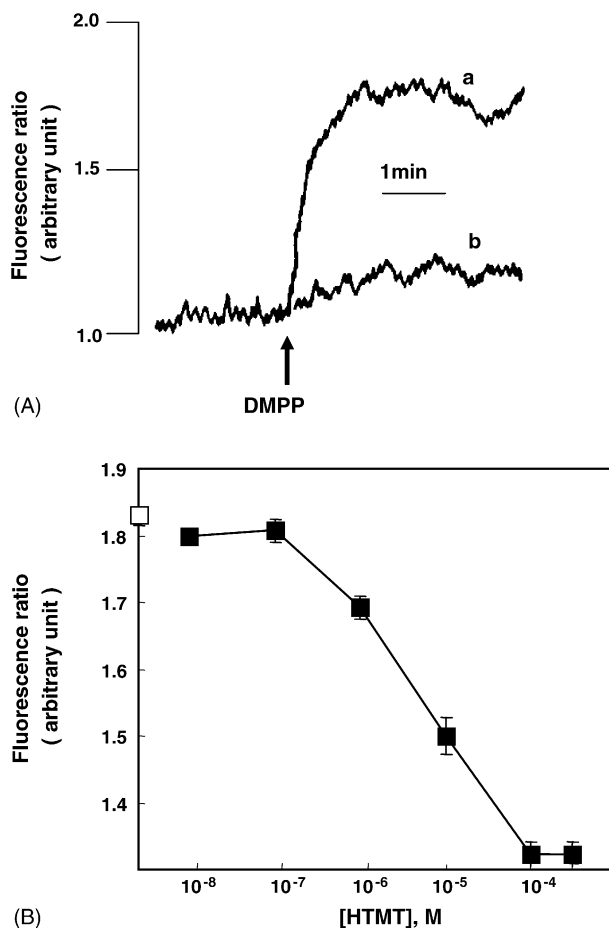 2.0
1.5
1.0
Fluorescence ratio
( arbitrary unit )
a
1min
b
DMPP
(A)
1.9
1.8
1.7
1.6
1.5
1.4
Fluorescence ratio
( arbitrary unit )
10⁻⁸ 10⁻⁷ 10⁻⁶ 10⁻⁵ 10⁻⁴
[HTMT], M
(B)